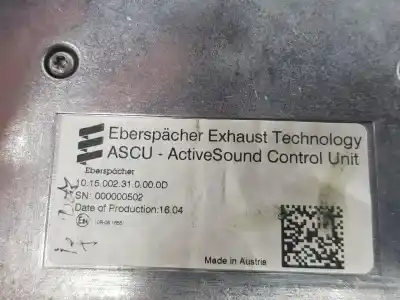 Eberspächer Exhaust Technology
ASCU - ActiveSound Control Unit
Eberspächer
10.15.002.31.0.00.0D
SN: 000000502
Date of Production:16.04
Made in Austria